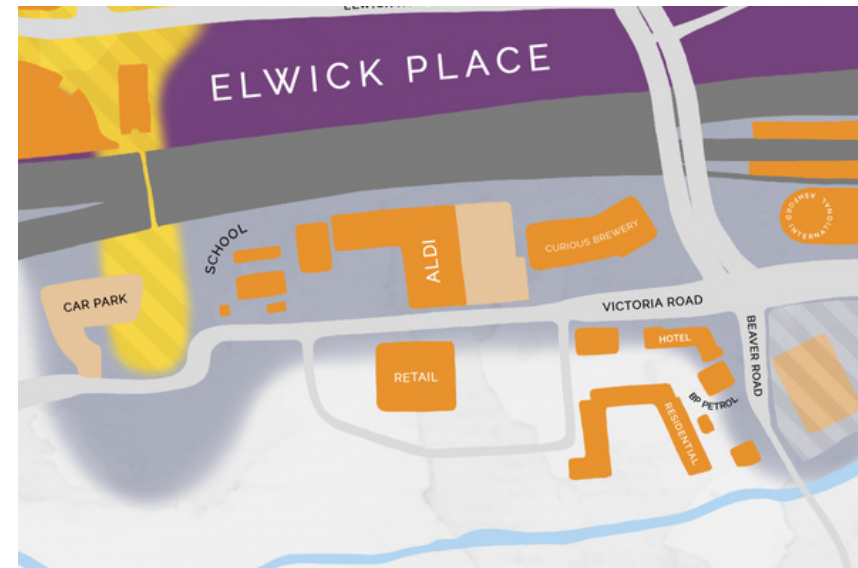 ELWICK PLACE
SCHOOL
CAR PARK
ALDI
CURIOUS BREWERY
ASHFORD INTERNATIONAL
VICTORIA ROAD
BEAVER ROAD
HOTEL
RETAIL
BP PETROL
RESIDENTIAL